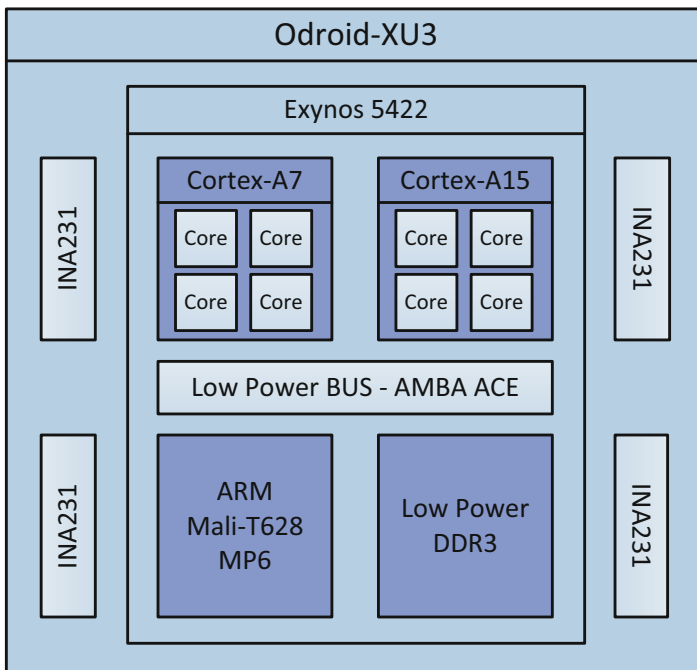 Odroid-XU3
Exynos 5422
INA231
Cortex-A7
Core Core
Core Core
Cortex-A15
Core Core
Core Core
INA231
Low Power BUS - AMBA ACE
INA231
ARM
Mali-T628
MP6
Low Power
DDR3
INA231